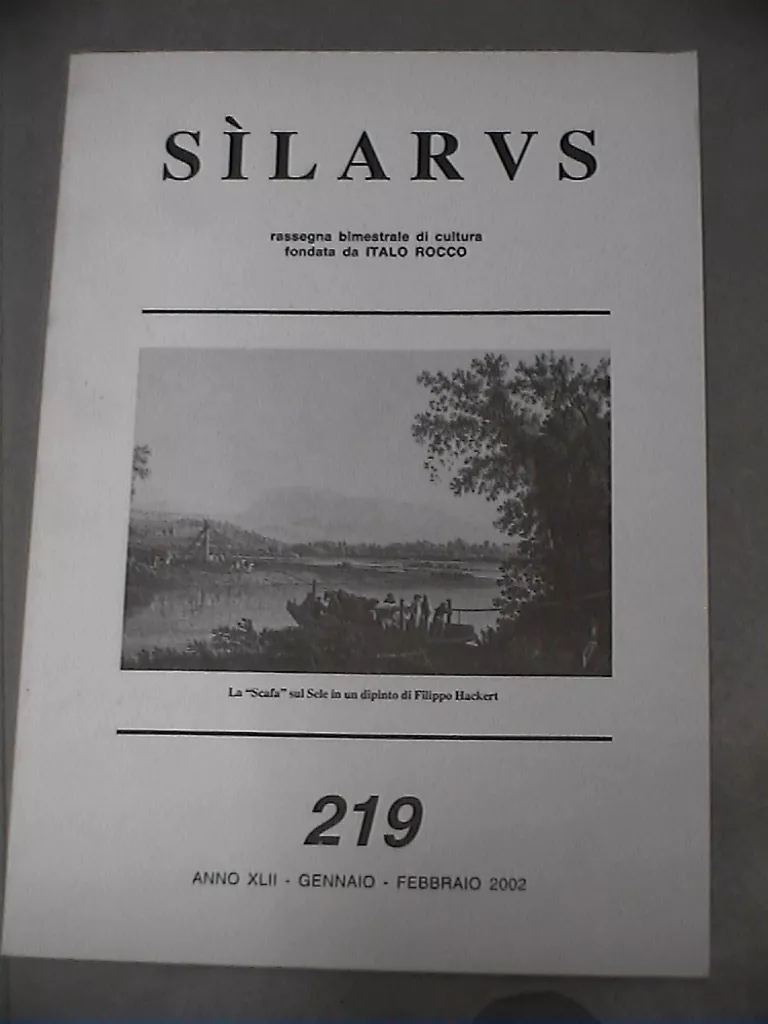 SÌLARVS
rassegna bimestrale di cultura
fondata da ITALO ROCCO
La "Scafa" sul Sele in un dipinto di Filippo Hackert
219
ANNO XLII - GENNAIO - FEBBRAIO 2002